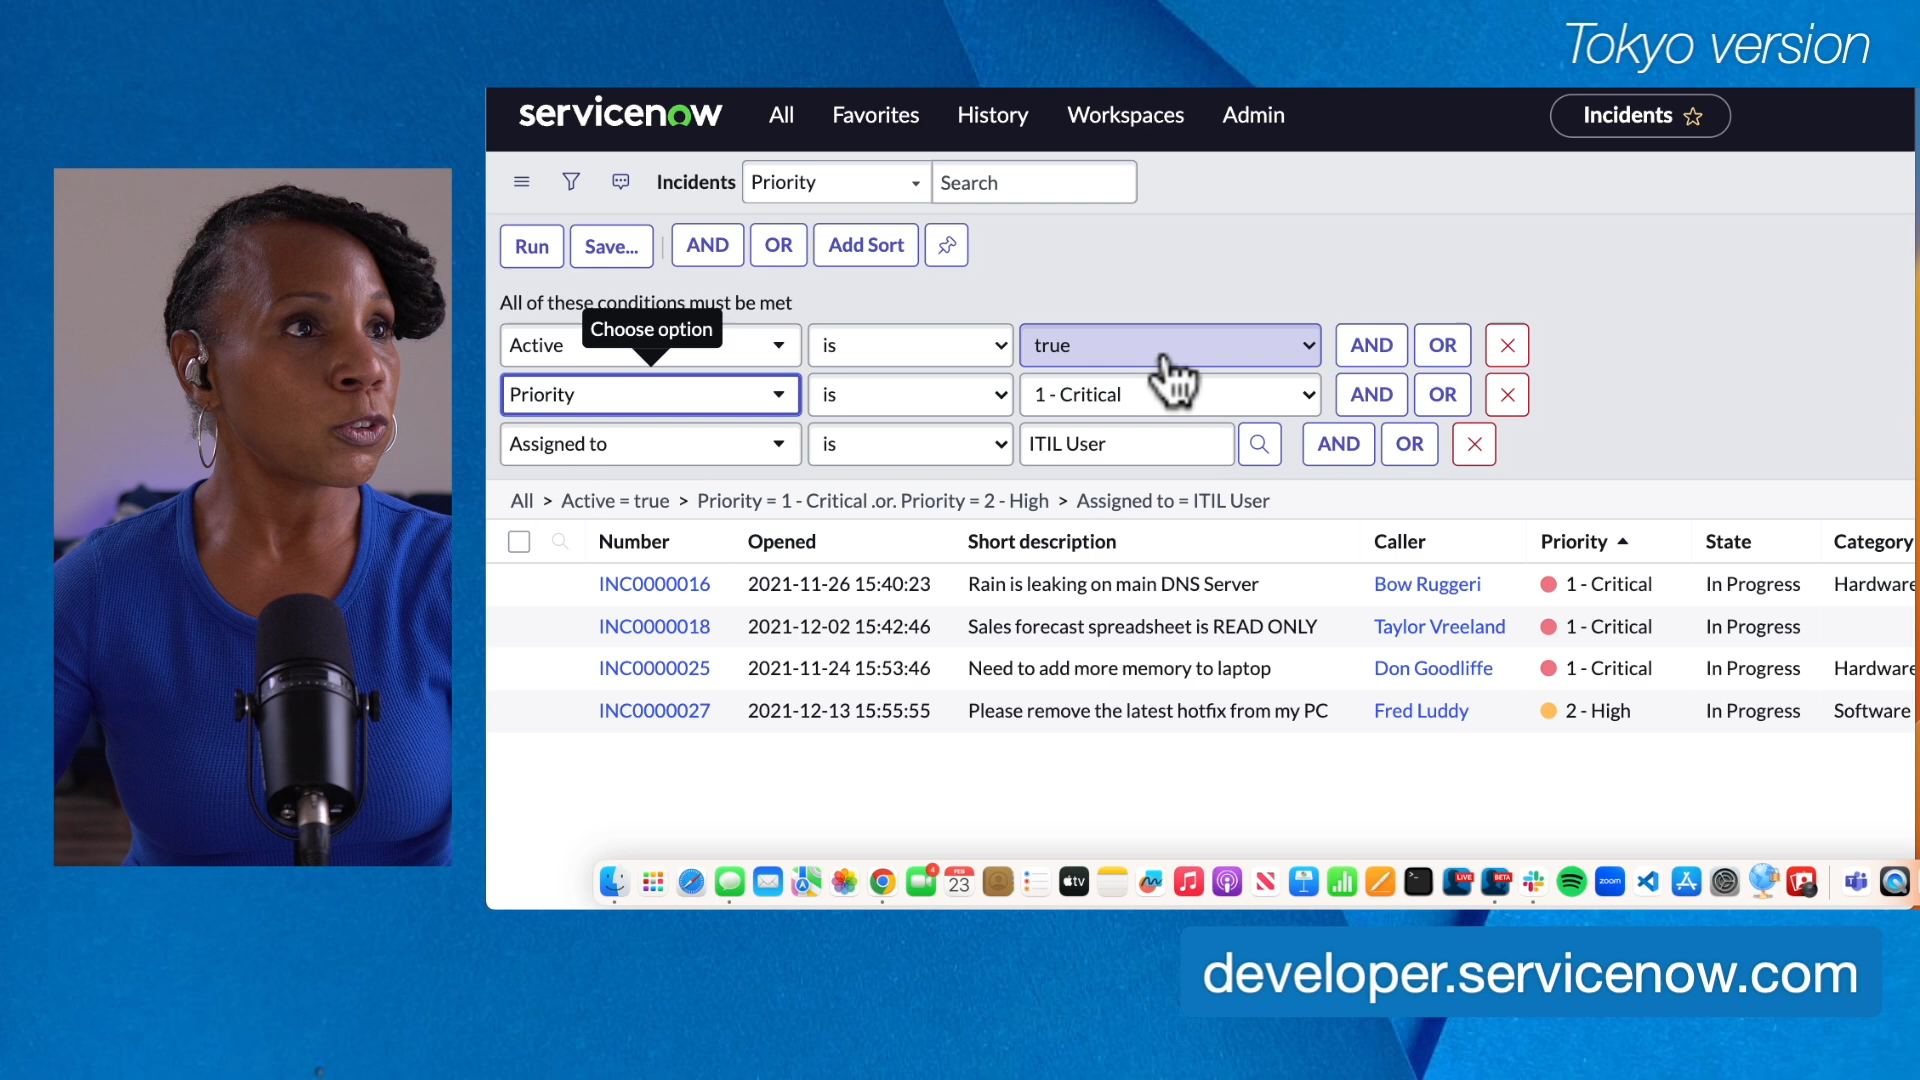 Tokyo version
servicenow All Favorites History Workspaces Admin Incidents
Incidents Priority Search
Run Save... AND OR Add Sort
All of these conditions must be met
Choose option
Active is true AND OR
Priority is 1 - Critical AND OR
Assigned to is ITIL User AND OR
All > Active = true > Priority = 1 - Critical .or. Priority = 2 - High > Assigned to = ITIL User
Number Opened Short description Caller Priority State Category
INC0000016 2021-11-26 15:40:23 Rain is leaking on main DNS Server Bow Ruggeri 1 - Critical In Progress Hardware
INC0000018 2021-12-02 15:42:46 Sales forecast spreadsheet is READ ONLY Taylor Vreeland 1 - Critical In Progress
INC0000025 2021-11-24 15:53:46 Need to add more memory to laptop Don Goodliffe 1 - Critical In Progress Hardware
INC0000027 2021-12-13 15:55:55 Please remove the latest hotfix from my PC Fred Luddy 2 - High In Progress Software
4 FEB 23 tv LIVE BETA zoom
developer.servicenow.com